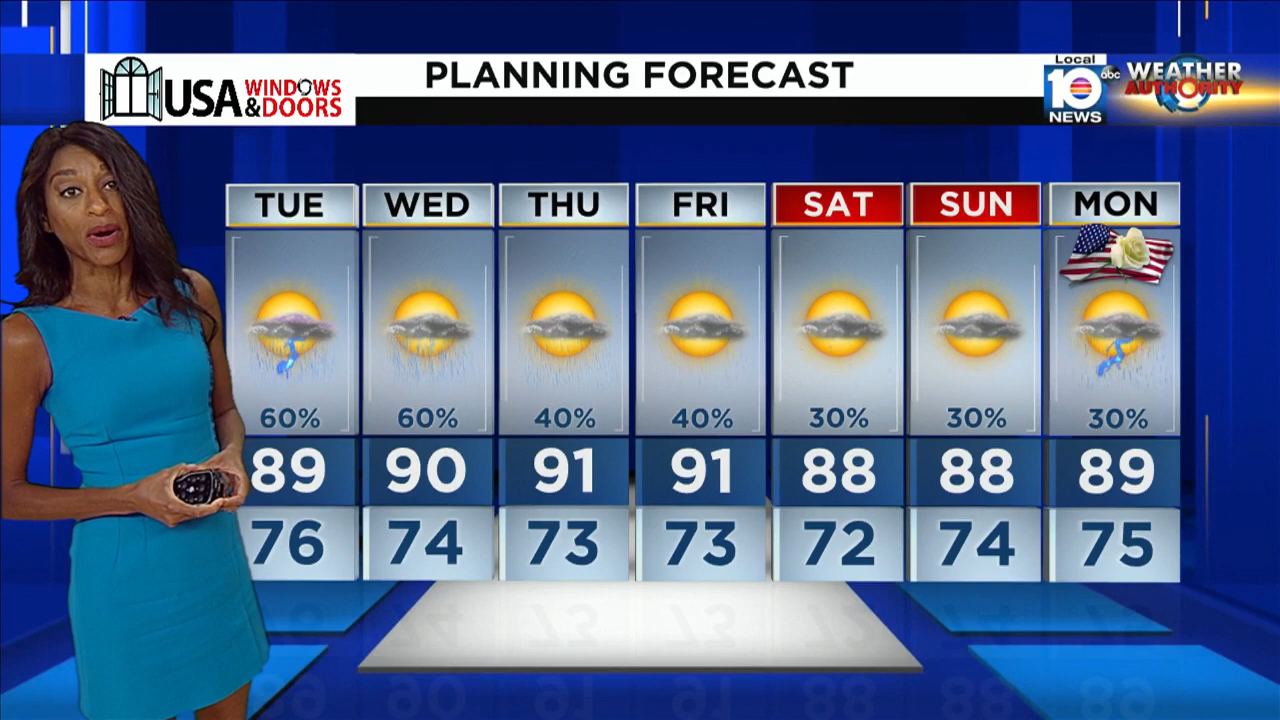 USA WINDOWS
&DOORS
PLANNING FORECAST
Local
10
NEWS
abc
WEATHER
AUTHORITY
TUE WED THU FRI SAT SUN MON
60% 60% 40% 40% 30% 30% 30%
89 90 91 91 88 88 89
76 74 73 73 72 74 75